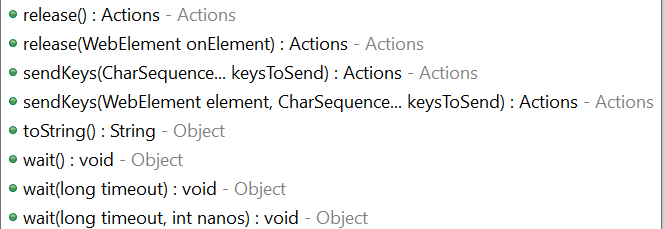 release() : Actions - Actions
release(WebElement onElement) : Actions - Actions
sendKeys(CharSequence... keysToSend) : Actions - Actions
sendKeys(WebElement element, CharSequence... keysToSend) : Actions - Actions
toString() : String - Object
wait() : void - Object
wait(long timeout) : void - Object
wait(long timeout, int nanos) : void - Object